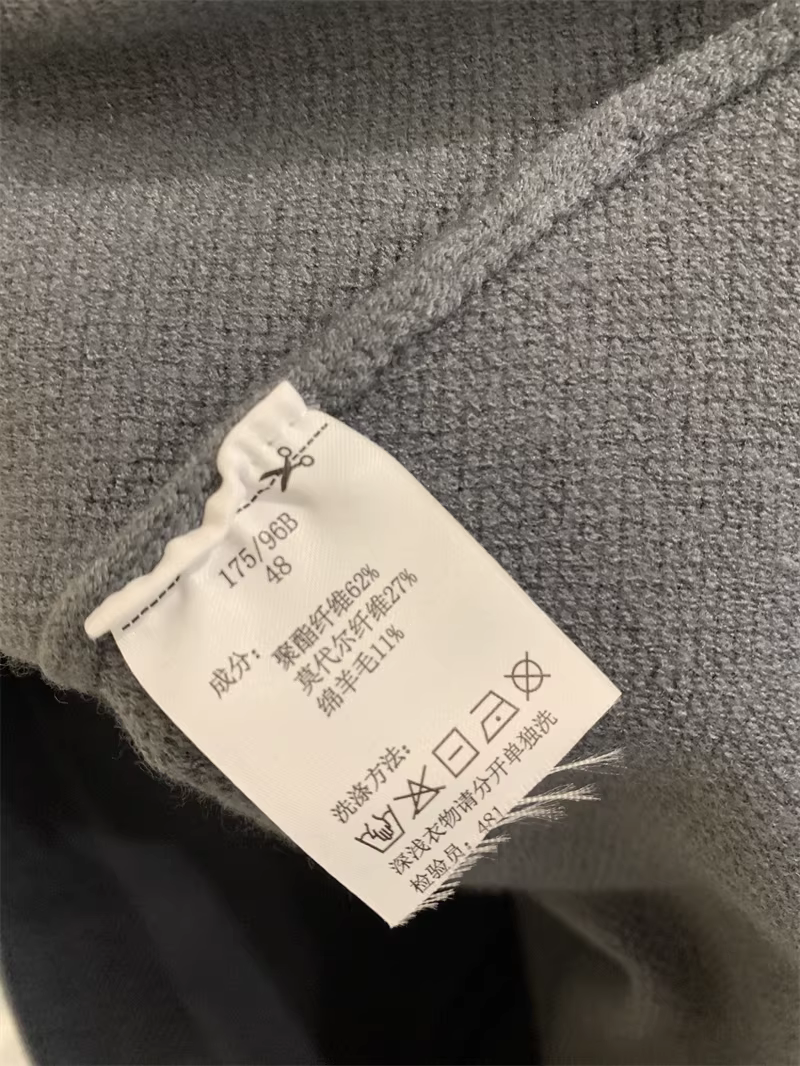 175/96B
48
成分：聚酯纤维62%
莫代尔纤维27%
绵羊毛11%
洗涤方法：
深浅衣物请分开单独洗
检验员：481